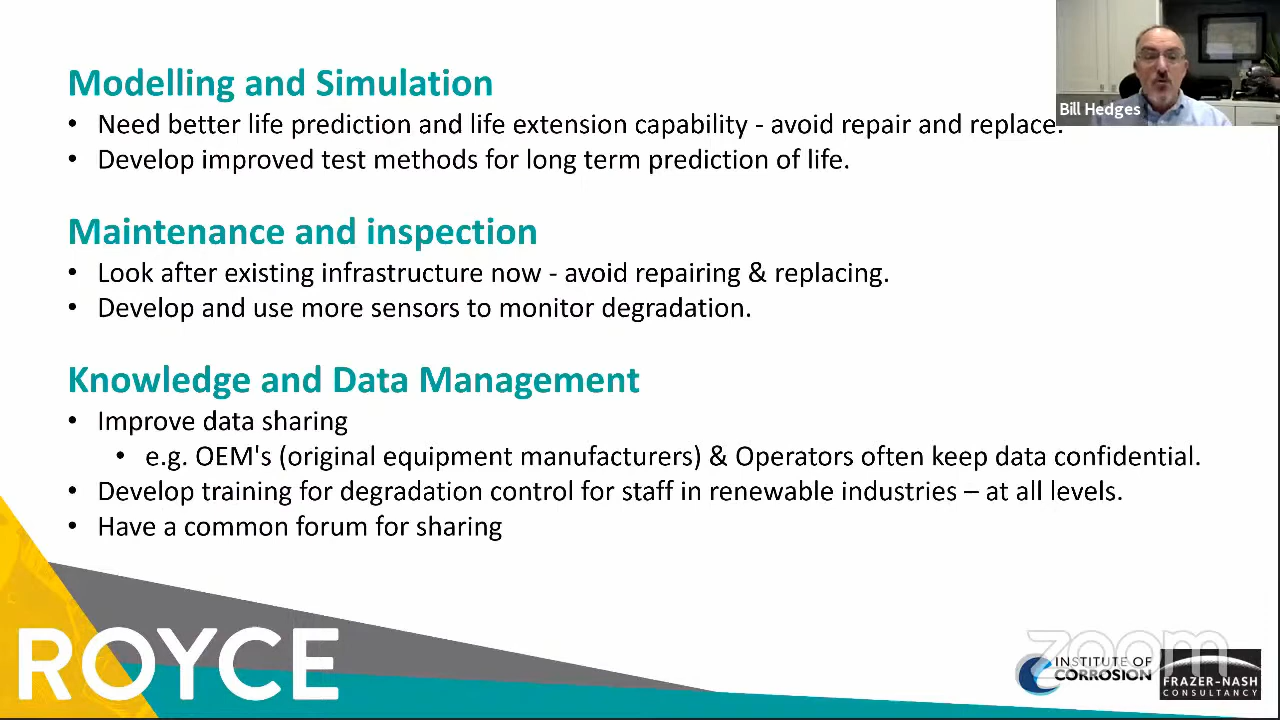 Modelling and Simulation
• Need better life prediction and life extension capability - avoid repair and replace.
• Develop improved test methods for long term prediction of life.
Maintenance and inspection
• Look after existing infrastructure now - avoid repairing & replacing.
• Develop and use more sensors to monitor degradation.
Knowledge and Data Management
• Improve data sharing
• e.g. OEM's (original equipment manufacturers) & Operators often keep data confidential.
• Develop training for degradation control for staff in renewable industries – at all levels.
• Have a common forum for sharing
Bill Hedges
ROYCE
zoom
INSTITUTE OF
CORROSION
FRAZER-NASH
CONSULTANCY